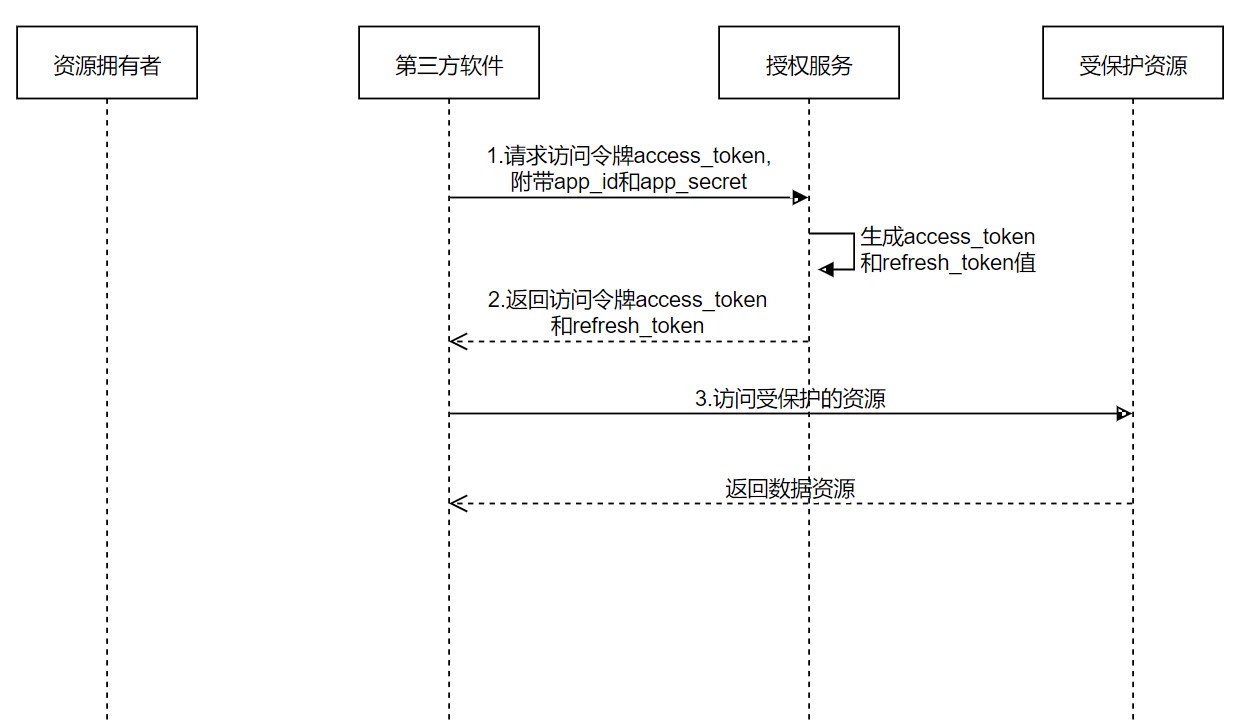 资源拥有者
第三方软件
授权服务
受保护资源
1.请求访问令牌access_token,
附带app_id和app_secret
生成access_token
和refresh_token值
2.返回访问令牌access_token
和refresh_token
3.访问受保护的资源
返回数据资源